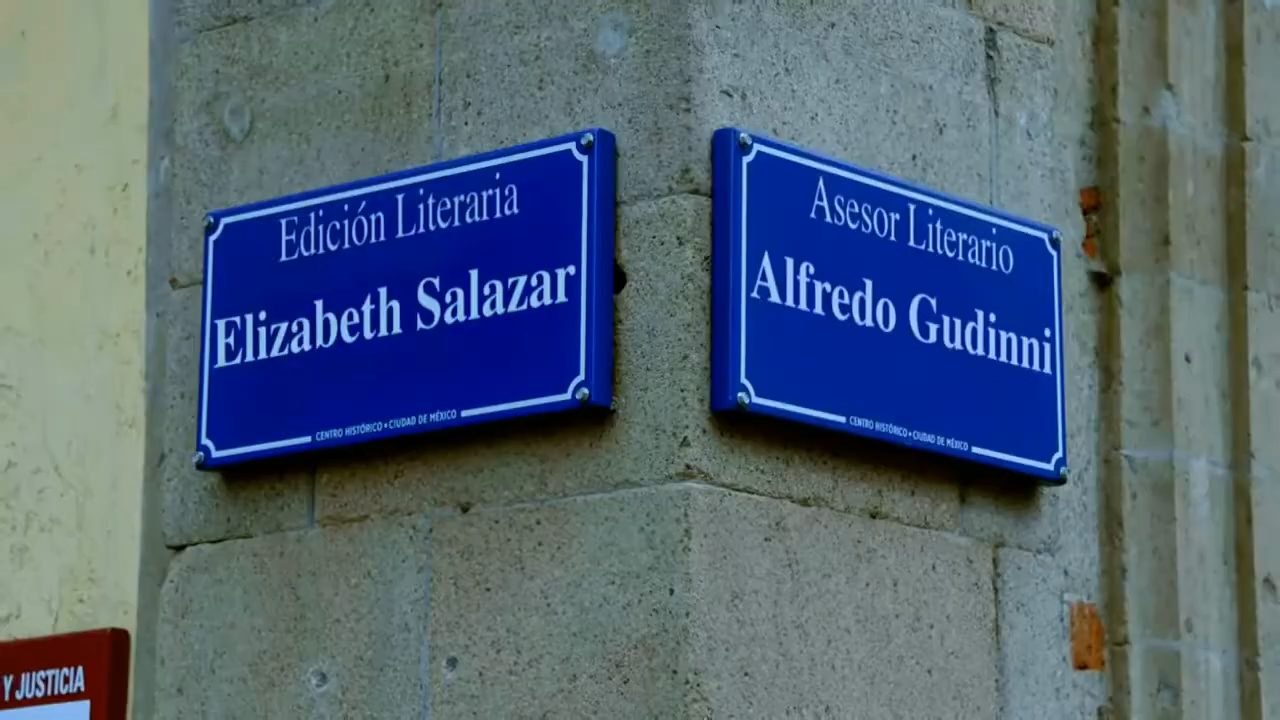 Edición Literaria
Elizabeth Salazar
CENTRO HISTÓRICO • CIUDAD DE MÉXICO
Asesor Literario
Alfredo Gudinni
CENTRO HISTÓRICO • CIUDAD DE MÉXICO
Y JUSTICIA